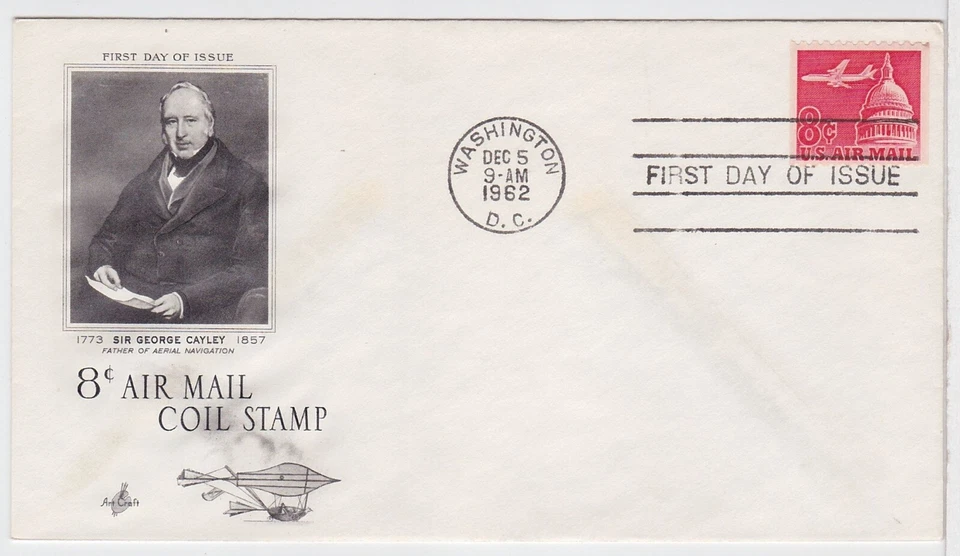 FIRST DAY OF ISSUE
1773 SIR GEORGE CAYLEY 1857
FATHER OF AERIAL NAVIGATION
8¢ AIR MAIL
COIL STAMP
Art Craft
WASHINGTON
DEC 5
9-AM
1962
D.C.
8¢
U.S. AIR MAIL
FIRST DAY OF ISSUE